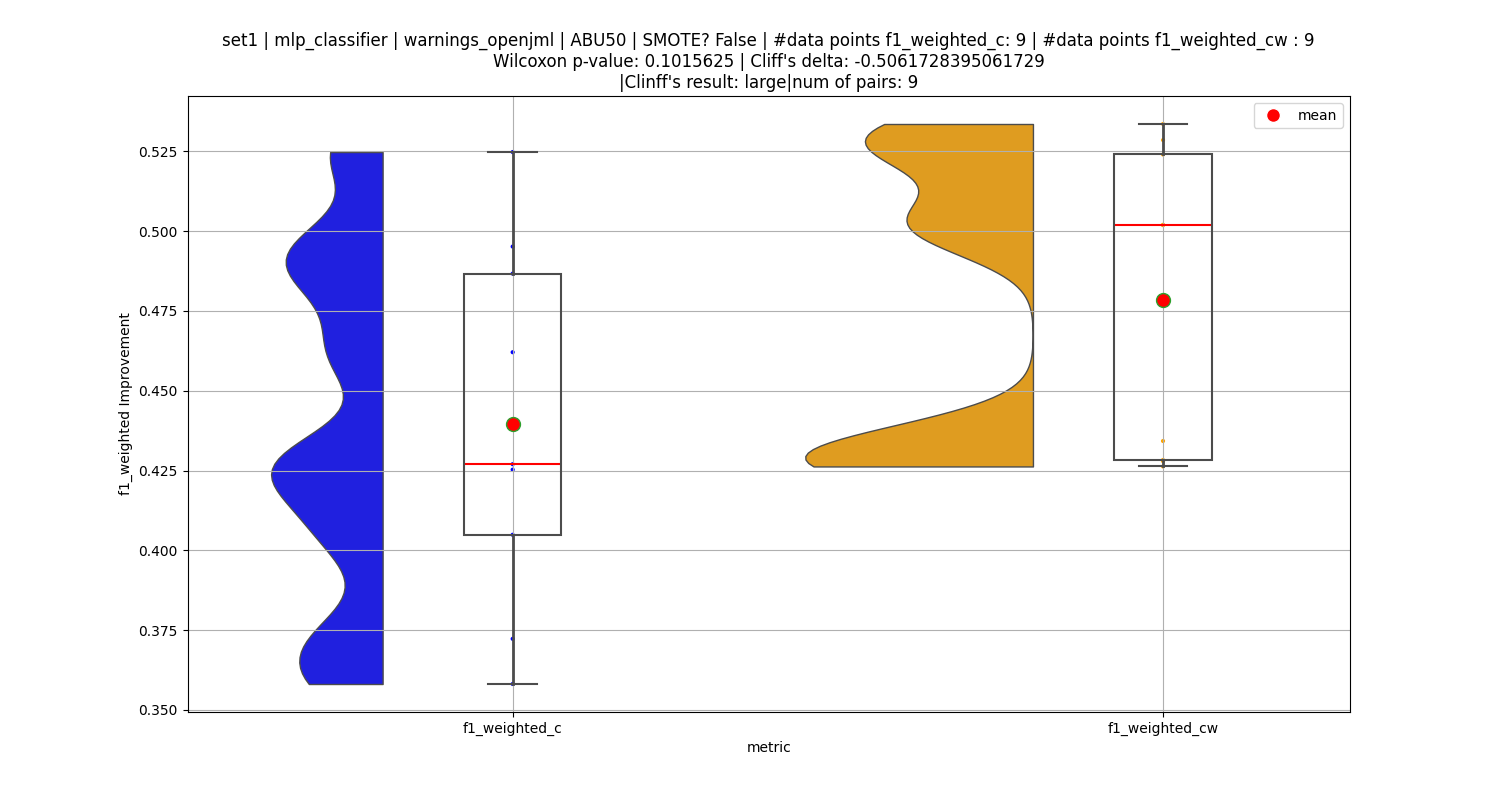 set1 | mlp_classifier | warnings_openjml | ABU50 | SMOTE? False | #data points f1_weighted_c: 9 | #data points f1_weighted_cw : 9
Wilcoxon p-value: 0.1015625 | Cliff's delta: -0.5061728395061729
|Clinff's result: large|num of pairs: 9
mean
0.525
0.500
0.475
0.450
0.425
0.400
0.375
0.350
f1_weighted Improvement
f1_weighted_c
f1_weighted_cw
metric